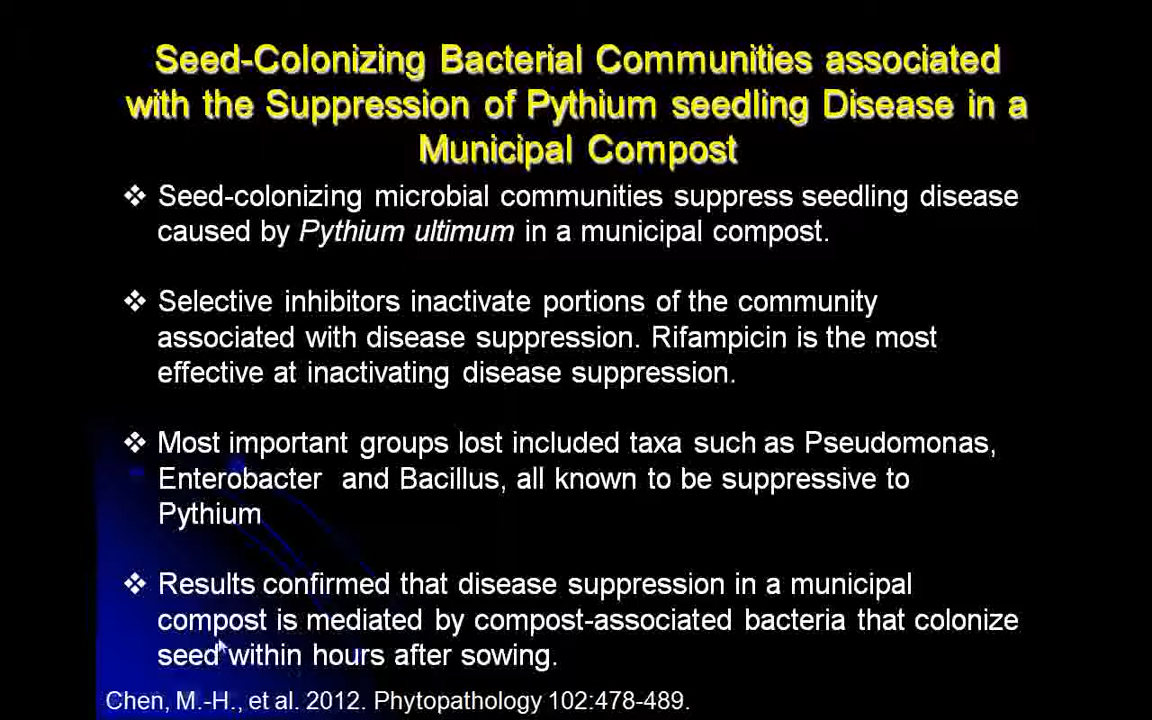 Seed-Colonizing Bacterial Communities associated
with the Suppression of Pythium seedling Disease in a
Municipal Compost
❖ Seed-colonizing microbial communities suppress seedling disease
caused by Pythium ultimum in a municipal compost.
❖ Selective inhibitors inactivate portions of the community
associated with disease suppression. Rifampicin is the most
effective at inactivating disease suppression.
❖ Most important groups lost included taxa such as Pseudomonas,
Enterobacter and Bacillus, all known to be suppressive to
Pythium
❖ Results confirmed that disease suppression in a municipal
compost is mediated by compost-associated bacteria that colonize
seed within hours after sowing.
Chen, M.-H., et al. 2012. Phytopathology 102:478-489.